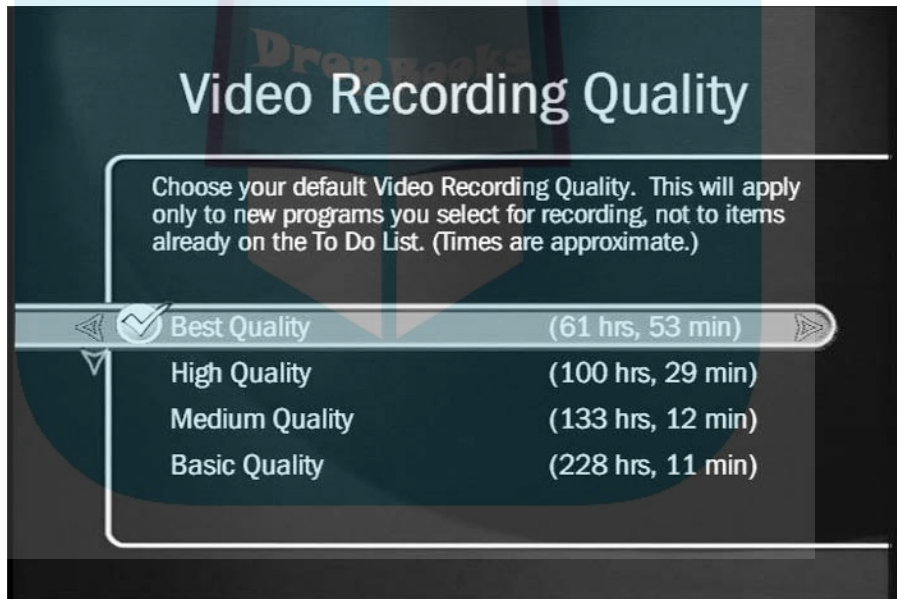 DropBooks
Video Recording Quality
Choose your default Video Recording Quality. This will apply
only to new programs you select for recording, not to items
already on the To Do List. (Times are approximate.)
Best Quality (61 hrs, 53 min)
High Quality (100 hrs, 29 min)
Medium Quality (133 hrs, 12 min)
Basic Quality (228 hrs, 11 min)